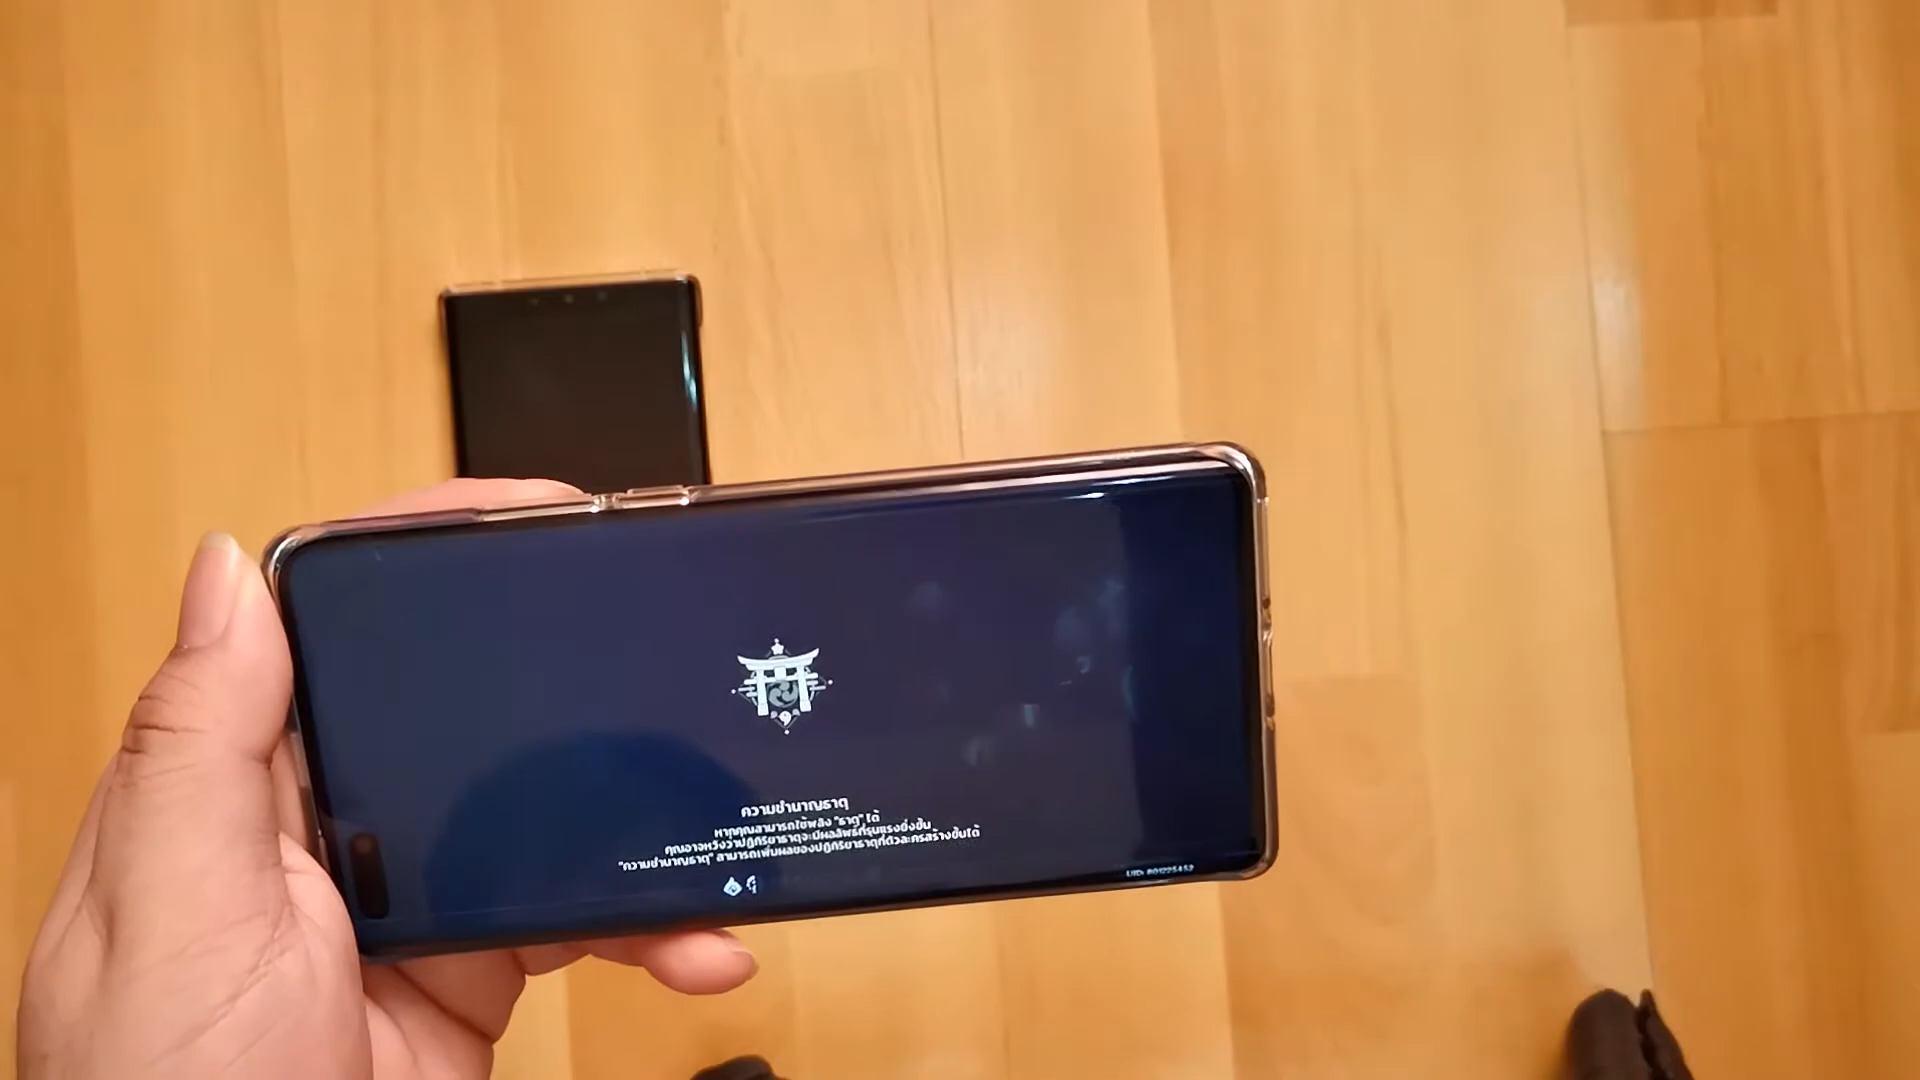 ความชำนาญธาตุ
หากคุณสามารถใช้พลัง "ธาตุ" ได้
คุณอาจหวังว่าปฏิกิริยาธาตุจะมีผลลัพธ์ที่รุนแรงยิ่งขึ้น
"ความชำนาญธาตุ" สามารถเพิ่มผลของปฏิกิริยาธาตุที่ตัวละครสร้างขึ้นได้
UID: 801225452